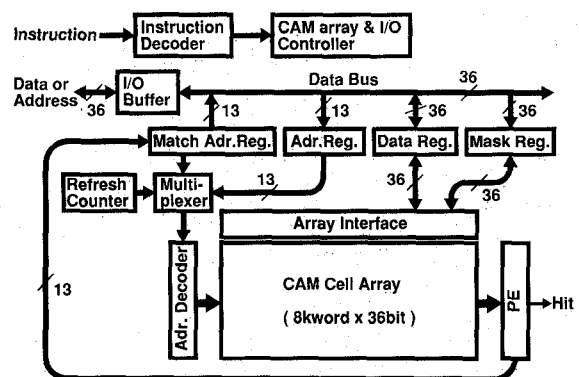 Instruction
Instruction
Decoder
CAM array & I/O
Controller
Data or
Address
36
I/O
Buffer
Data Bus
36
13
13
36
36
Match Adr.Reg.
Adr.Reg.
Data Reg.
Mask Reg.
Refresh
Counter
Multi-
plexer
13
36
36
Array Interface
13
Adr. Decoder
CAM Cell Array
( 8kword x 36bit )
PE
Hit